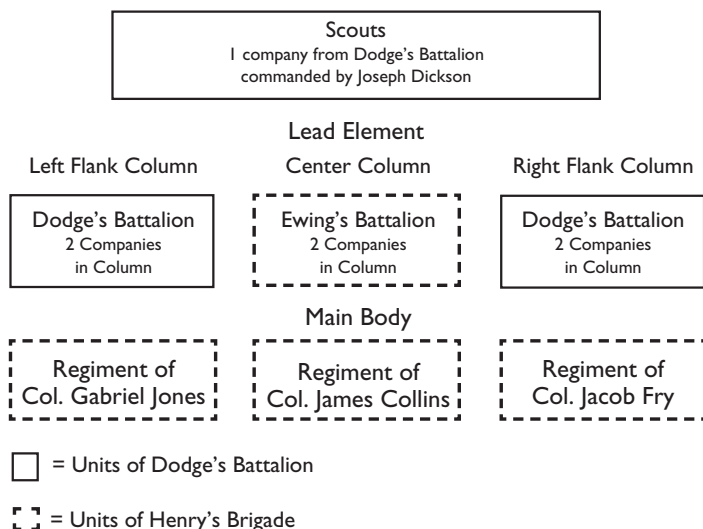 Scouts
1 company from Dodge's Battalion
commanded by Joseph Dickson
Lead Element
Left Flank Column
Center Column
Right Flank Column
Dodge's Battalion
2 Companies
in Column
Ewing's Battalion
2 Companies
in Column
Dodge's Battalion
2 Companies
in Column
Main Body
Regiment of
Col. Gabriel Jones
Regiment of
Col. James Collins
Regiment of
Col. Jacob Fry
= Units of Dodge's Battalion
= Units of Henry's Brigade